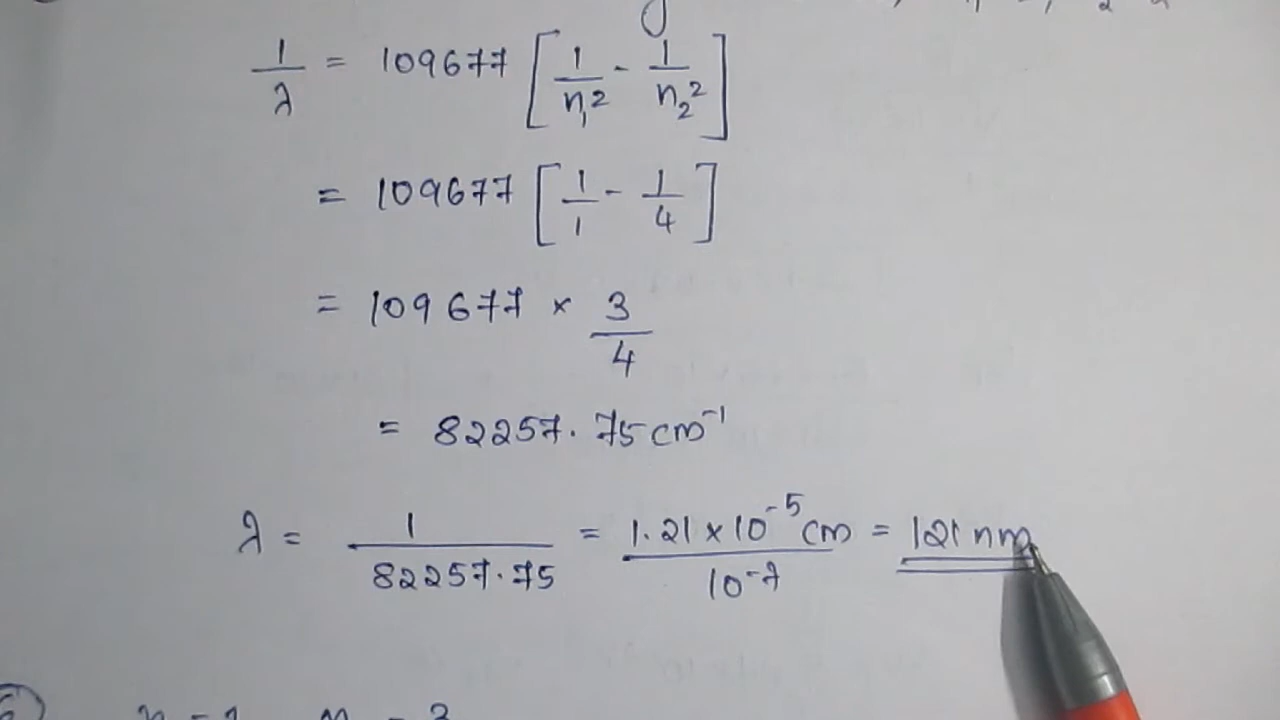 1/λ = 109677 [1/n₁² - 1/n₂²]
= 109677 [1/1 - 1/4]
= 109677 × 3/4
= 82257.75 cm⁻¹
λ = 1/82257.75 = 1.21 × 10⁻⁵ cm/10⁻⁷ = 121 nm